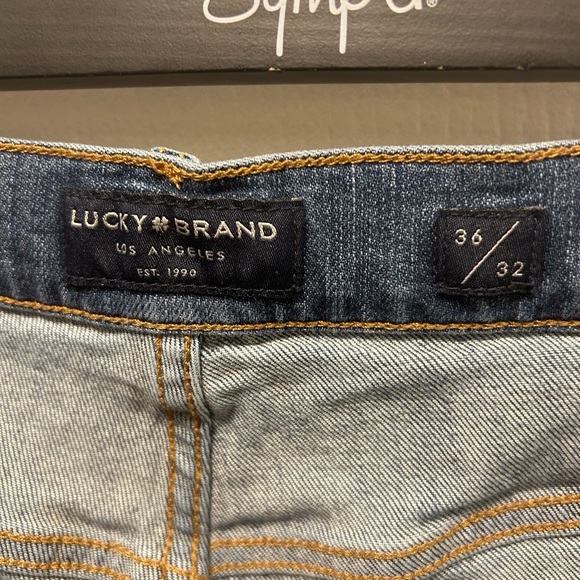 LUCKY BRAND
LOS ANGELES
EST. 1990
36
32